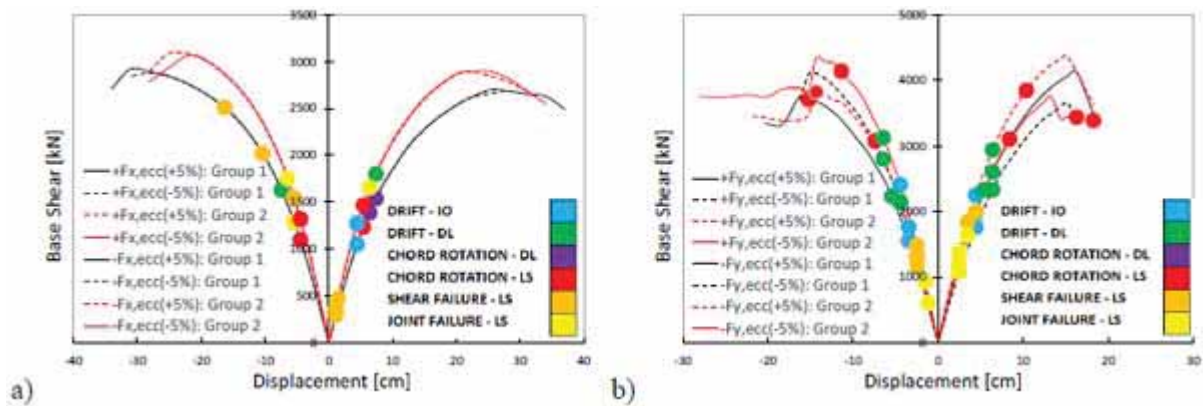 3500
3000
2500
2000
1500
1000
500
0
Base Shear [kN]
+Fx,ecc(+5%): Group 1
+Fx,ecc(-5%): Group 1
+Fx,ecc(+5%): Group 2
+Fx,ecc(-5%): Group 2
-Fx,ecc(+5%): Group 1
-Fx,ecc(-5%): Group 1
-Fx,ecc(+5%): Group 2
-Fx,ecc(-5%): Group 2
DRIFT - IO
DRIFT - DL
CHORD ROTATION - DL
CHORD ROTATION - LS
SHEAR FAILURE - LS
JOINT FAILURE - LS
-40 -30 -20 -10 0 10 20 30 40
Displacement [cm]
a)
5000
4000
3000
2000
1000
0
Base Shear [kN]
+Fy,ecc(+5%): Group 1
+Fy,ecc(-5%): Group 1
+Fy,ecc(+5%): Group 2
+Fy,ecc(-5%): Group 2
-Fy,ecc(+5%): Group 1
-Fy,ecc(-5%): Group 1
-Fy,ecc(+5%): Group 2
-Fy,ecc(-5%): Group 2
DRIFT - IO
DRIFT - DL
CHORD ROTATION - DL
CHORD ROTATION - LS
SHEAR FAILURE - LS
JOINT FAILURE - LS
-30 -20 -10 0 10 20 30
Displacement [cm]
b)